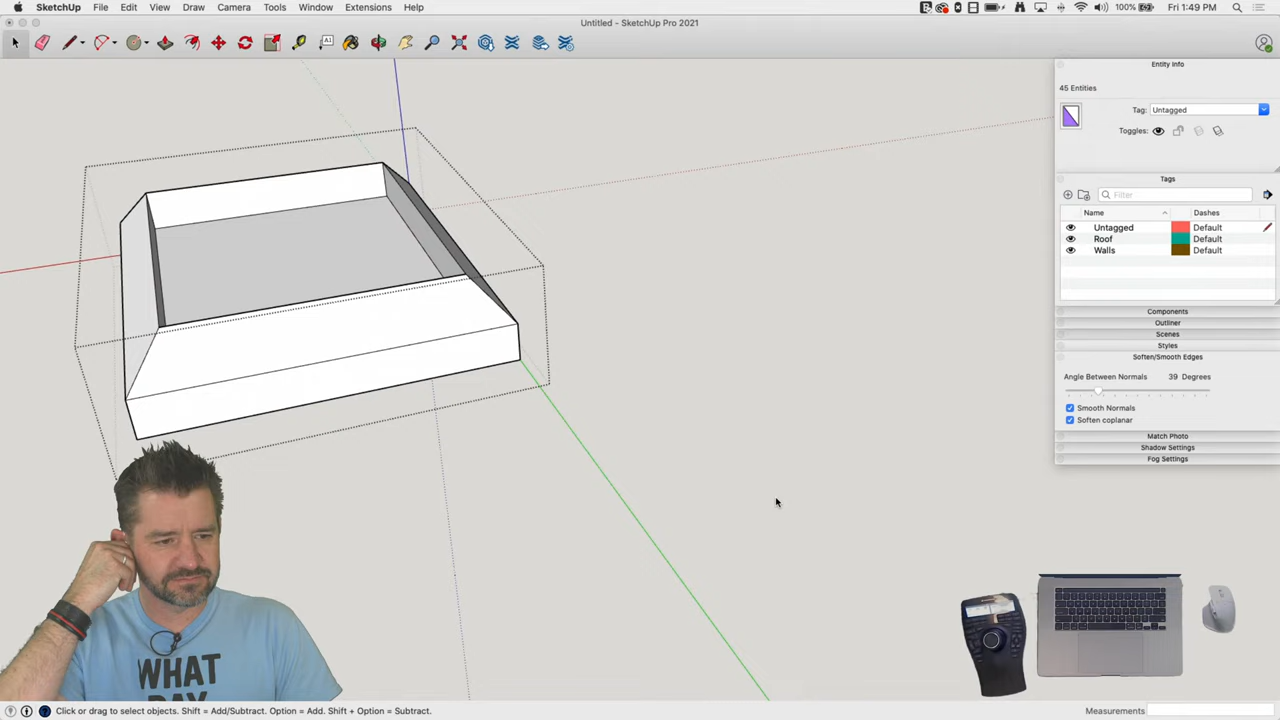 SketchUp File Edit View Draw Camera Tools Window Extensions Help
100% Fri 1:49 PM
Untitled - SketchUp Pro 2021
Entity Info
45 Entities
Tag: Untagged
Toggles:
Tags
Filter
Name Dashes
Untagged Default
Roof Default
Walls Default
Components
Outliner
Scenes
Styles
Soften/Smooth Edges
Angle Between Normals 39 Degrees
Smooth Normals
Soften coplanar
Match Photo
Shadow Settings
Fog Settings
WHAT
DAY
Click or drag to select objects. Shift = Add/Subtract. Option = Add. Shift + Option = Subtract.
Measurements